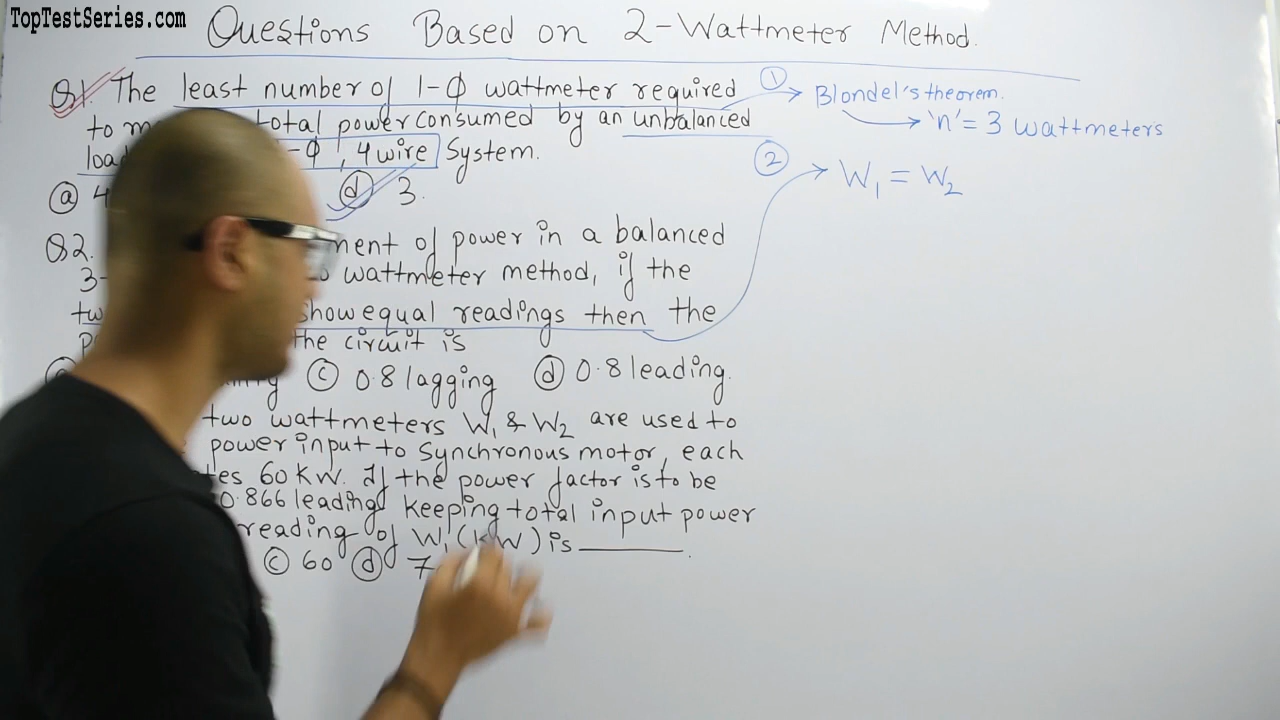 TopTestSeries.com
Questions Based on 2-Wattmeter Method.
Q1. The least number of 1-Φ wattmeter required
to total power consumed by an unbalanced
load -Φ, 4 wire System.
(a) 4 (d) 3.
Q2. of power in a balanced
3- wattmeter method, if the
show equal readings then the
the circuit is
(c) 0.8 lagging (d) 0.8 leading.
two wattmeters W1 & W2 are used to
power input to Synchronous motor, each
60 KW. If the power factor is to be
0.866 leading keeping total input power
reading of W1 (KW) is ______.
(c) 60 (d) 7
① Blondel's theorem.
'n' = 3 wattmeters
② W1 = W2